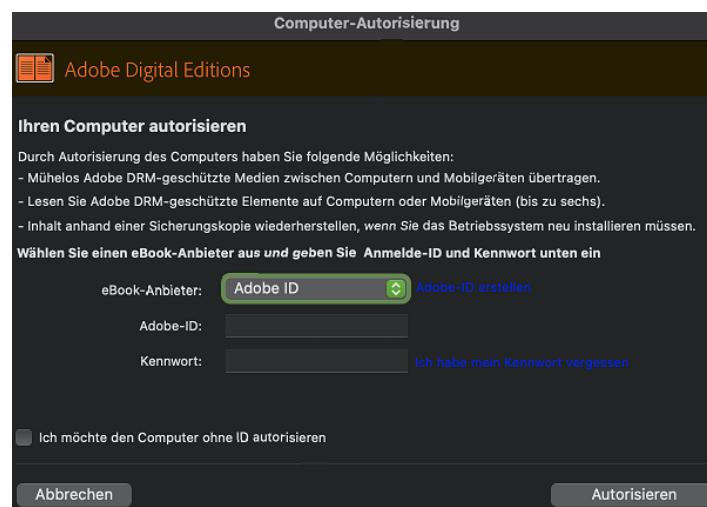 Computer-Autorisierung
Adobe Digital Editions
Ihren Computer autorisieren
Durch Autorisierung des Computers haben Sie folgende Möglichkeiten:
- Mühelos Adobe DRM-geschützte Medien zwischen Computern und Mobilgeräten übertragen.
- Lesen Sie Adobe DRM-geschützte Elemente auf Computern oder Mobilgeräten (bis zu sechs).
- Inhalt anhand einer Sicherungskopie wiederherstellen, wenn Sie das Betriebssystem neu installieren müssen.
Wählen Sie einen eBook-Anbieter aus und geben Sie Anmelde-ID und Kennwort unten ein
eBook-Anbieter: Adobe ID Adobe-ID erstellen
Adobe-ID:
Kennwort: Ich habe mein Kennwort vergessen
Ich möchte den Computer ohne ID autorisieren
Abbrechen Autorisieren